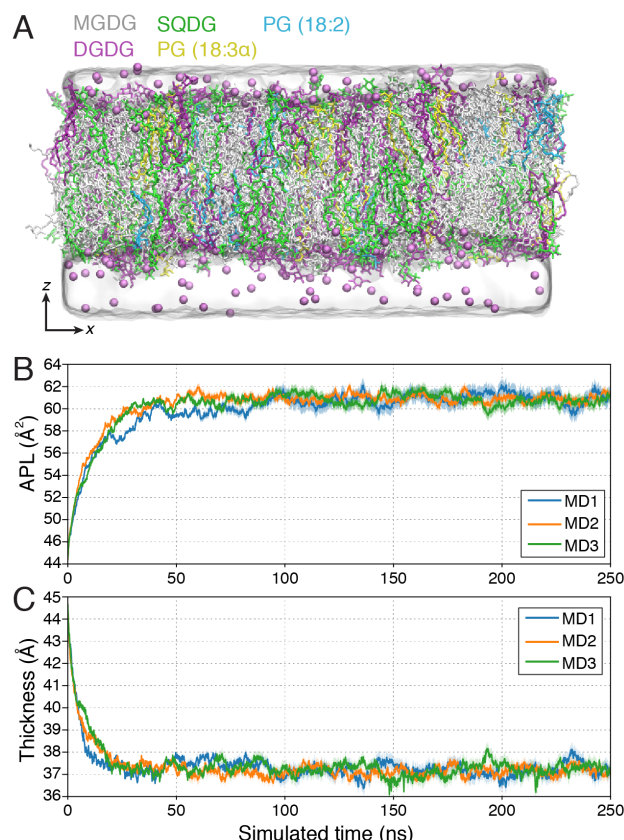 A
MGDG SQDG PG (18:2)
DGDG PG (18:3α)
z
x
B
64
62
60
58
56
54
52
50
48
46
44
APL (Å²)
MD1
MD2
MD3
0 50 100 150 200 250
C
45
44
43
42
41
40
39
38
37
36
Thickness (Å)
MD1
MD2
MD3
0 50 100 150 200 250
Simulated time (ns)